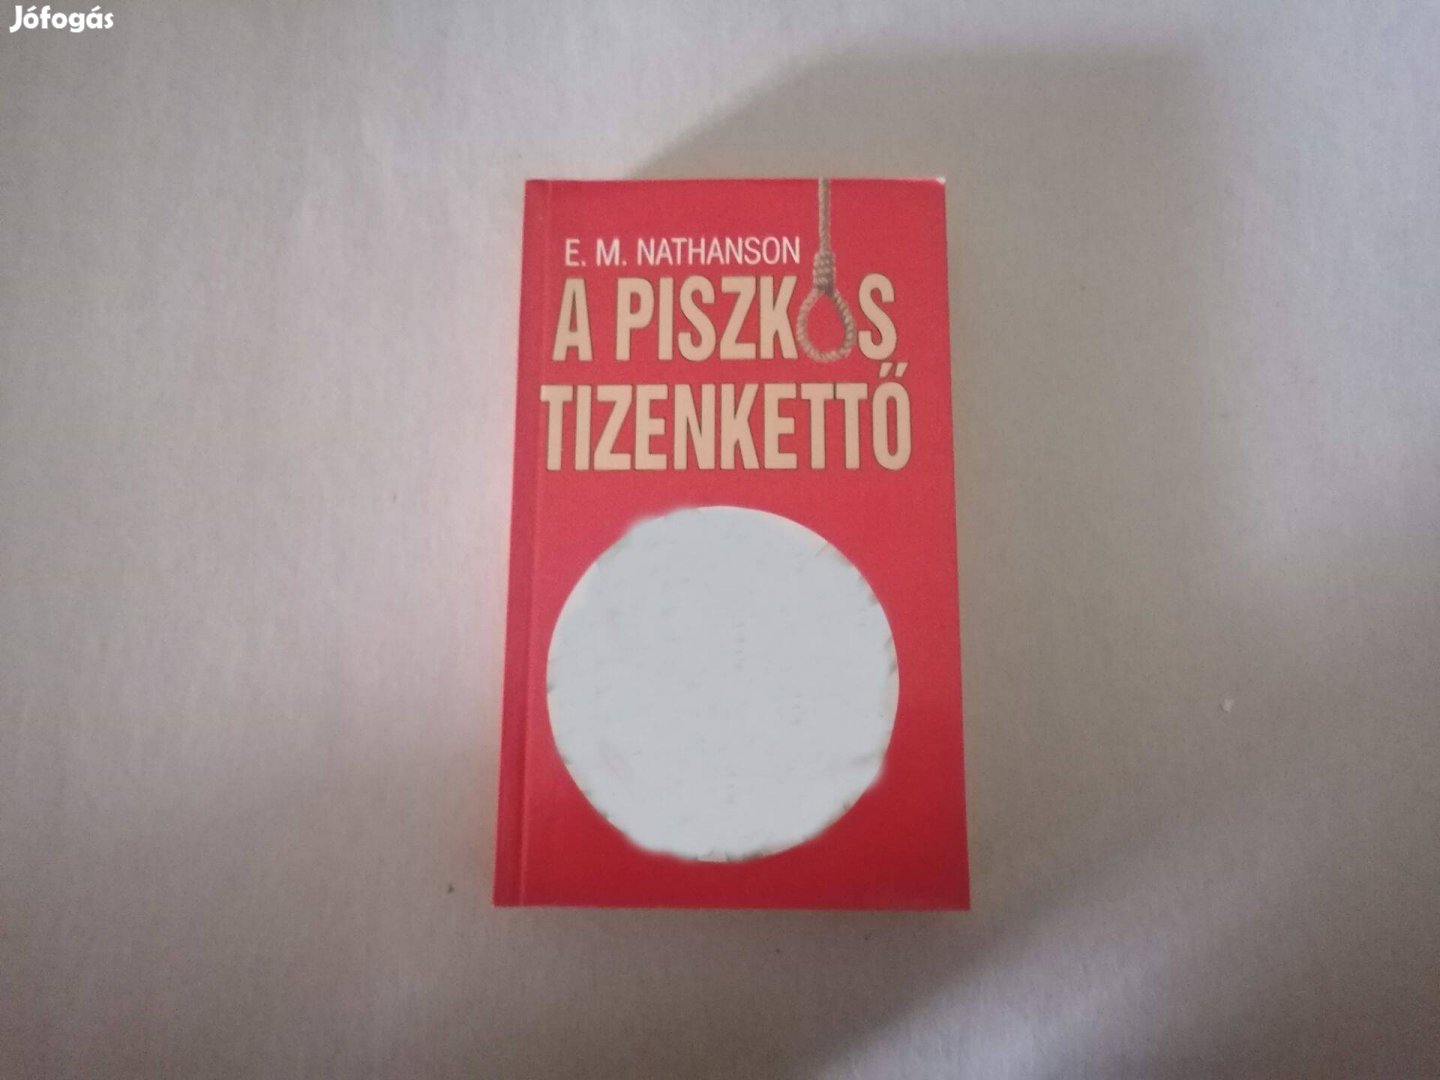 Jófogás
E. M. NATHANSON
A PISZKOS
TIZENKETTŐ